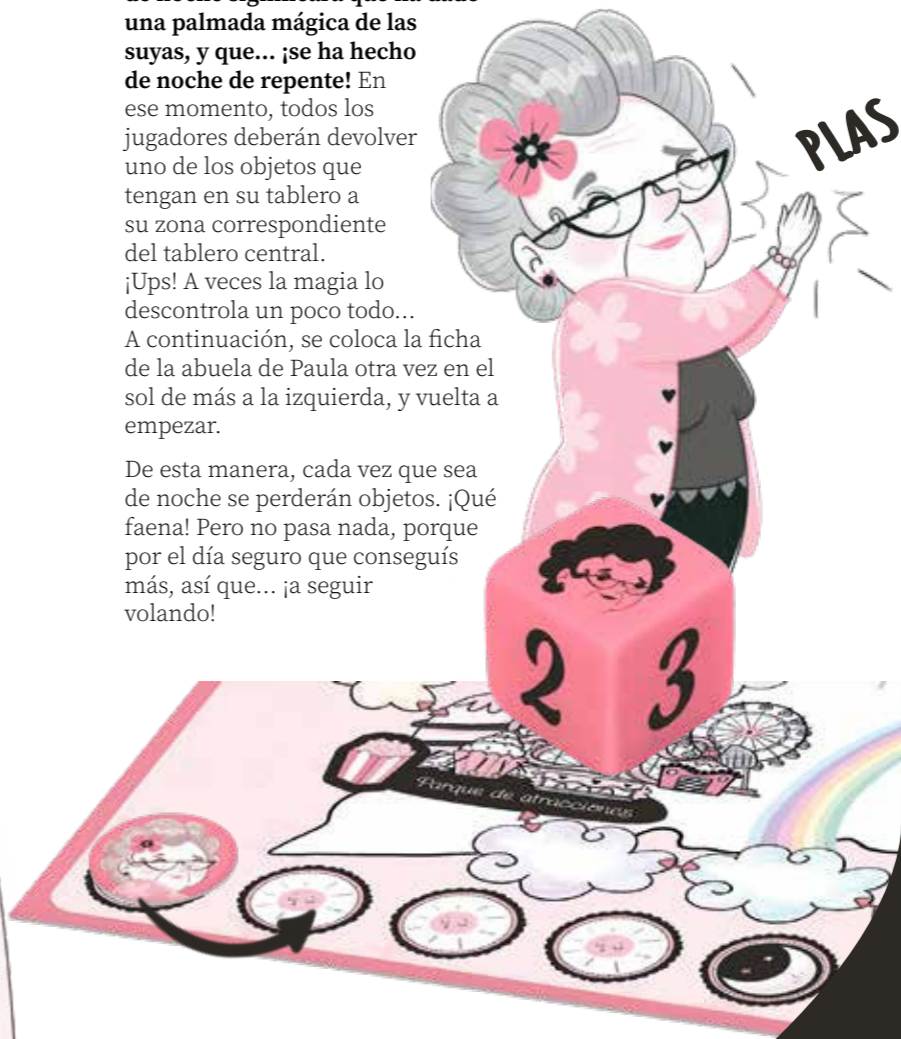 una palmada mágica de las
suyas, y que... ¡se ha hecho
de noche de repente! En
ese momento, todos los
jugadores deberán devolver
uno de los objetos que
tengan en su tablero a
su zona correspondiente
del tablero central.
¡Ups! A veces la magia lo
descontrola un poco todo...
A continuación, se coloca la ficha
de la abuela de Paula otra vez en el
sol de más a la izquierda, y vuelta a
empezar.
De esta manera, cada vez que sea
de noche se perderán objetos. ¡Qué
faena! Pero no pasa nada, porque
por el día seguro que conseguís
más, así que... ¡a seguir
volando!
PLAS
2 3
Parque de atracciones